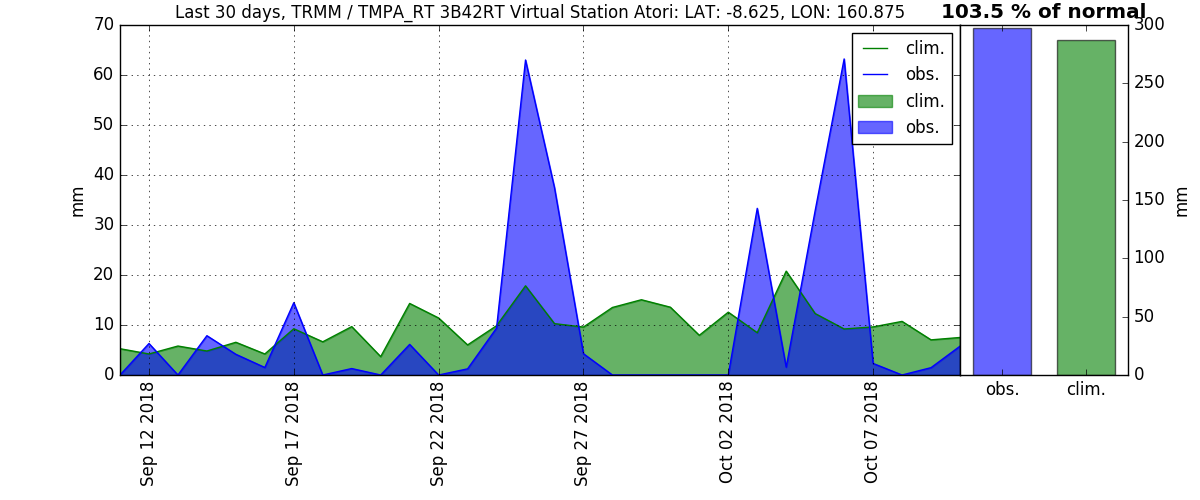 Last 30 days, TRMM / TMPA_RT 3B42RT Virtual Station Atori: LAT: -8.625, LON: 160.875
103.5 % of normal
70
60
50
40
30
20
10
0
mm
clim.
obs.
clim.
obs.
Sep 12 2018
Sep 17 2018
Sep 22 2018
Sep 27 2018
Oct 02 2018
Oct 07 2018
300
250
200
150
100
50
0
mm
obs.
clim.